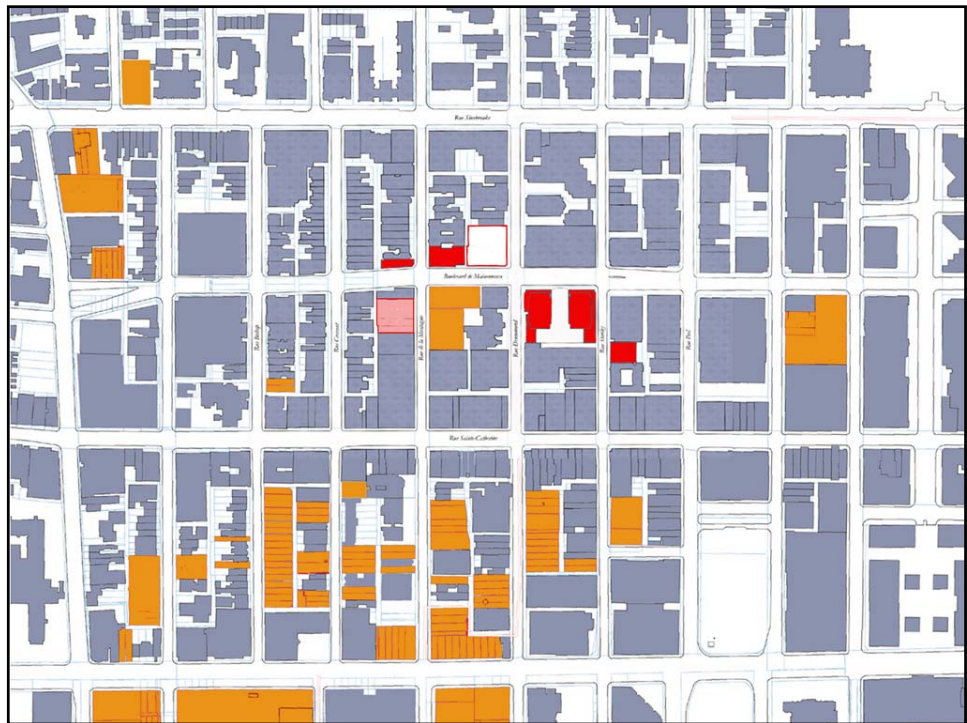 Rue Sherbrooke
Boulevard de Maisonneuve
Rue Bishop
Rue Crescent
Rue de la Montagne
Rue Drummond
Rue Stanley
Rue Peel
Rue Sainte-Catherine